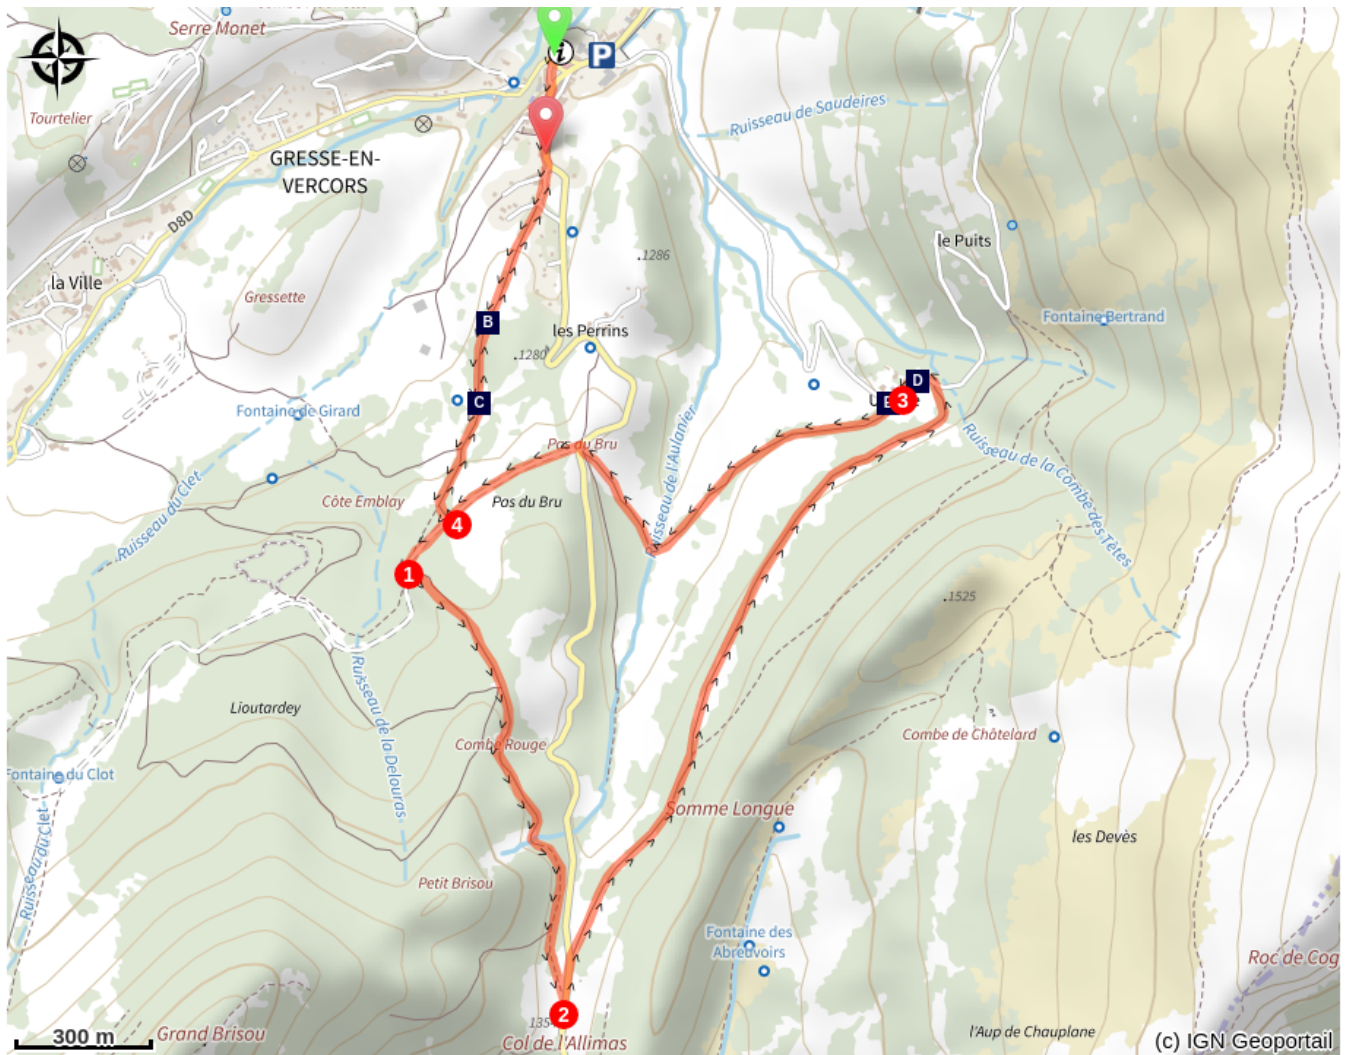 Serre Monet
i
P
Tourtelier
Ruisseau de Saudeires
GRESSE-EN-
VERCORS
D8D
le Puits
.1286
la Ville
Gressette
Fontaine Bertrand
B
les Perrins
.1280
D
Fontaine de Girard
C
3
Ruisseau de l'Aulanier
Pas du Bru
Ruisseau de la Combe des Têtes
Côte Emblay
Pas du Bru
Ruisseau du Clet
4
1
.1525
Lioutardey
Ruisseau de la Delouras
Combe Rouge
Combe de Châtelard
Fontaine du Clot
Somme Longue
les Devès
Ruisseau du Clet
Petit Brisou
Fontaine des
Abreuvoirs
Roc de Cog
2
135
Grand Brisou
Col de l'Allimas
l'Aup de Chauplane
300 m
(c) IGN Geoportail